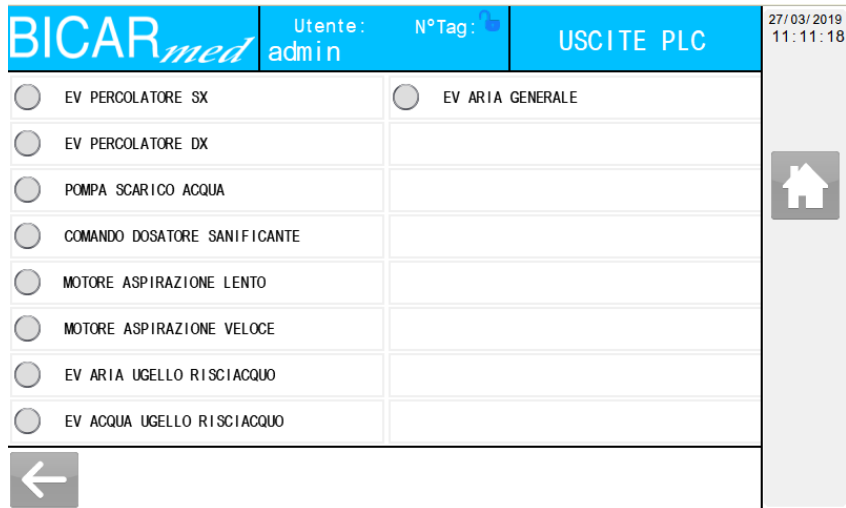 BICARmed
Utente:
admin
N°Tag:
USCITE PLC
27/03/2019
11:11:18
EV PERCOLATORE SX
EV ARIA GENERALE
EV PERCOLATORE DX
POMPA SCARICO ACQUA
COMANDO DOSATORE SANIFICANTE
MOTORE ASPIRAZIONE LENTO
MOTORE ASPIRAZIONE VELOCE
EV ARIA UGELLO RISCIACQUO
EV ACQUA UGELLO RISCIACQUO